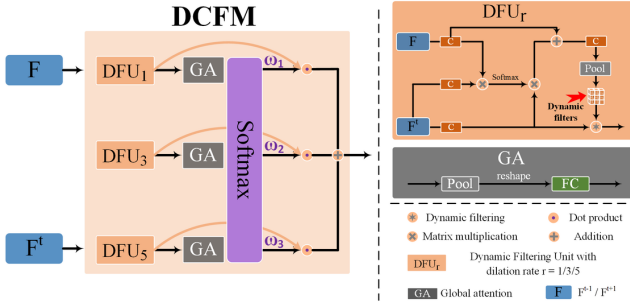 DCFM
F
DFU1
GA
ω1
DFU3
GA
Softmax
ω2
Fᵗ
DFU5
GA
ω3
DFUr
F
C
C
Pool
C
Softmax
Dynamic
filters
Fᵗ
C
GA
Pool
reshape
FC
Dynamic filtering
Dot product
Matrix multiplication
Addition
DFUr
Dynamic Filtering Unit with
dilation rate r = 1/3/5
GA
Global attention
F
Fᵗ⁻¹ / Fᵗ⁺¹